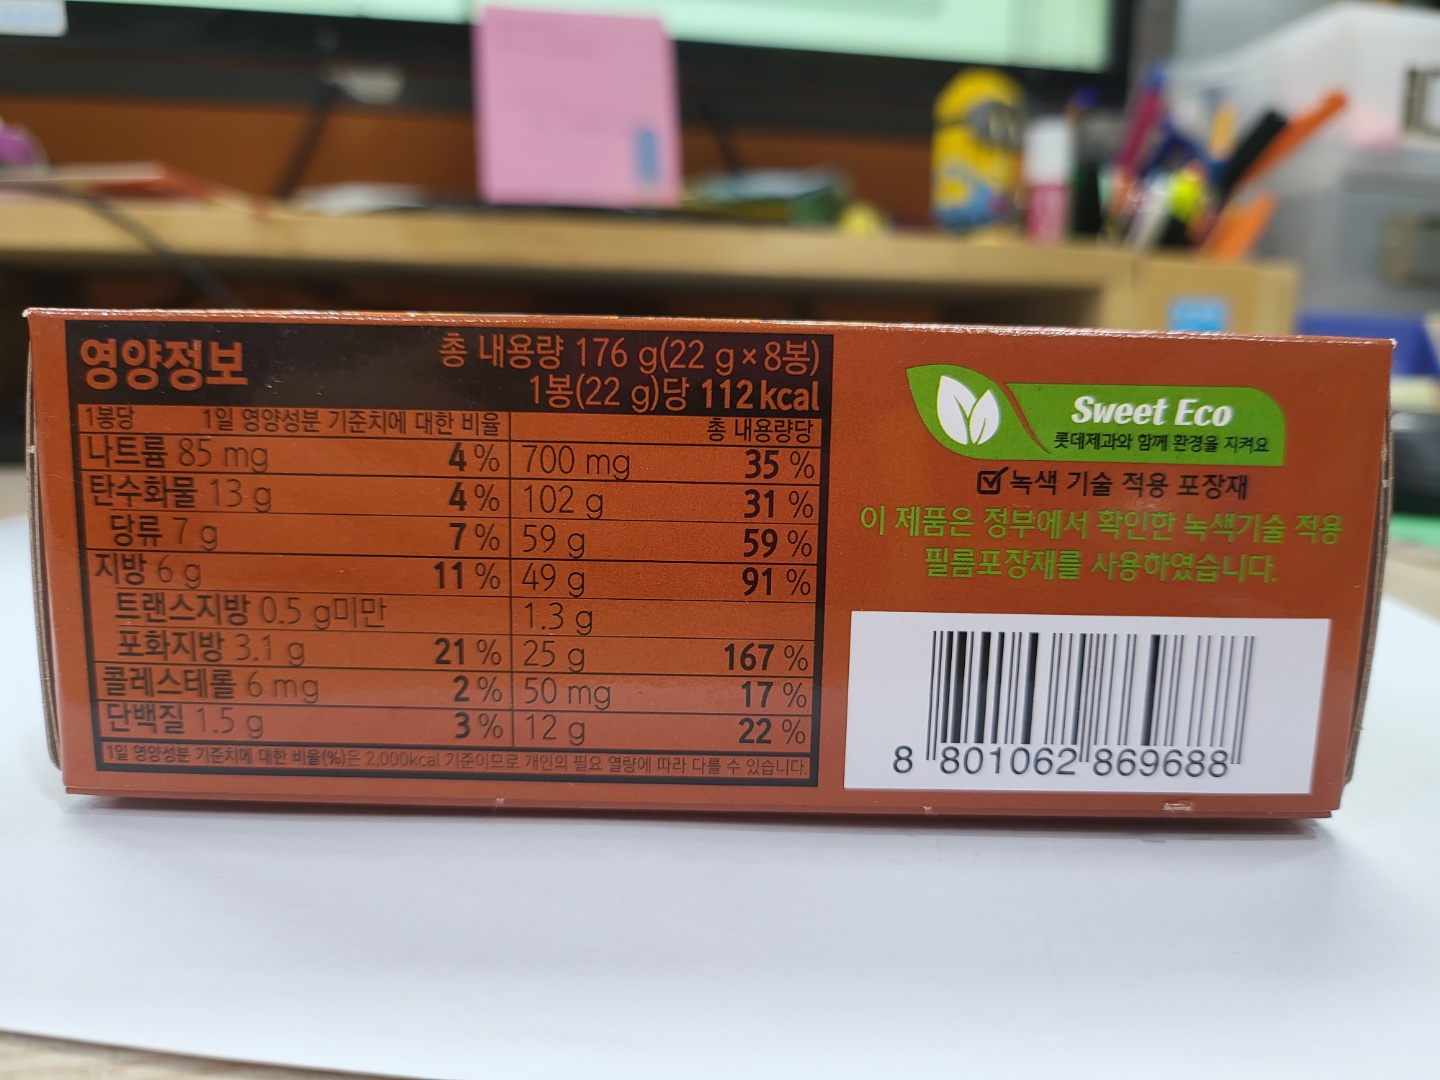 영양정보
총 내용량 176 g(22 g×8봉)
1봉(22 g)당 112 kcal
1봉당 1일 영양성분 기준치에 대한 비율 총 내용량당
나트륨 85 mg 4 % 700 mg 35 %
탄수화물 13 g 4 % 102 g 31 %
당류 7 g 7 % 59 g 59 %
지방 6 g 11 % 49 g 91 %
트랜스지방 0.5 g미만 1.3 g
포화지방 3.1 g 21 % 25 g 167 %
콜레스테롤 6 mg 2 % 50 mg 17 %
단백질 1.5 g 3 % 12 g 22 %
1일 영양성분 기준치에 대한 비율(%)은 2,000kcal 기준이므로 개인의 필요 열량에 따라 다를 수 있습니다.
Sweet Eco
롯데제과와 함께 환경을 지켜요
녹색 기술 적용 포장재
이 제품은 정부에서 확인한 녹색기술 적용
필름포장재를 사용하였습니다.
8 801062 869688